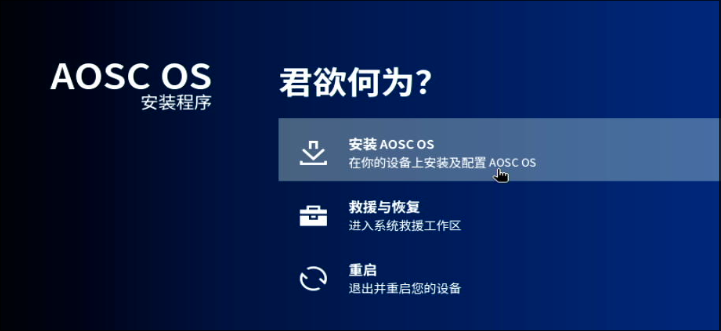 AOSC OS
安装程序
君欲何为？
安装 AOSC OS
在你的设备上安装及配置 AOSC OS
救援与恢复
进入系统救援工作区
重启
退出并重启您的设备